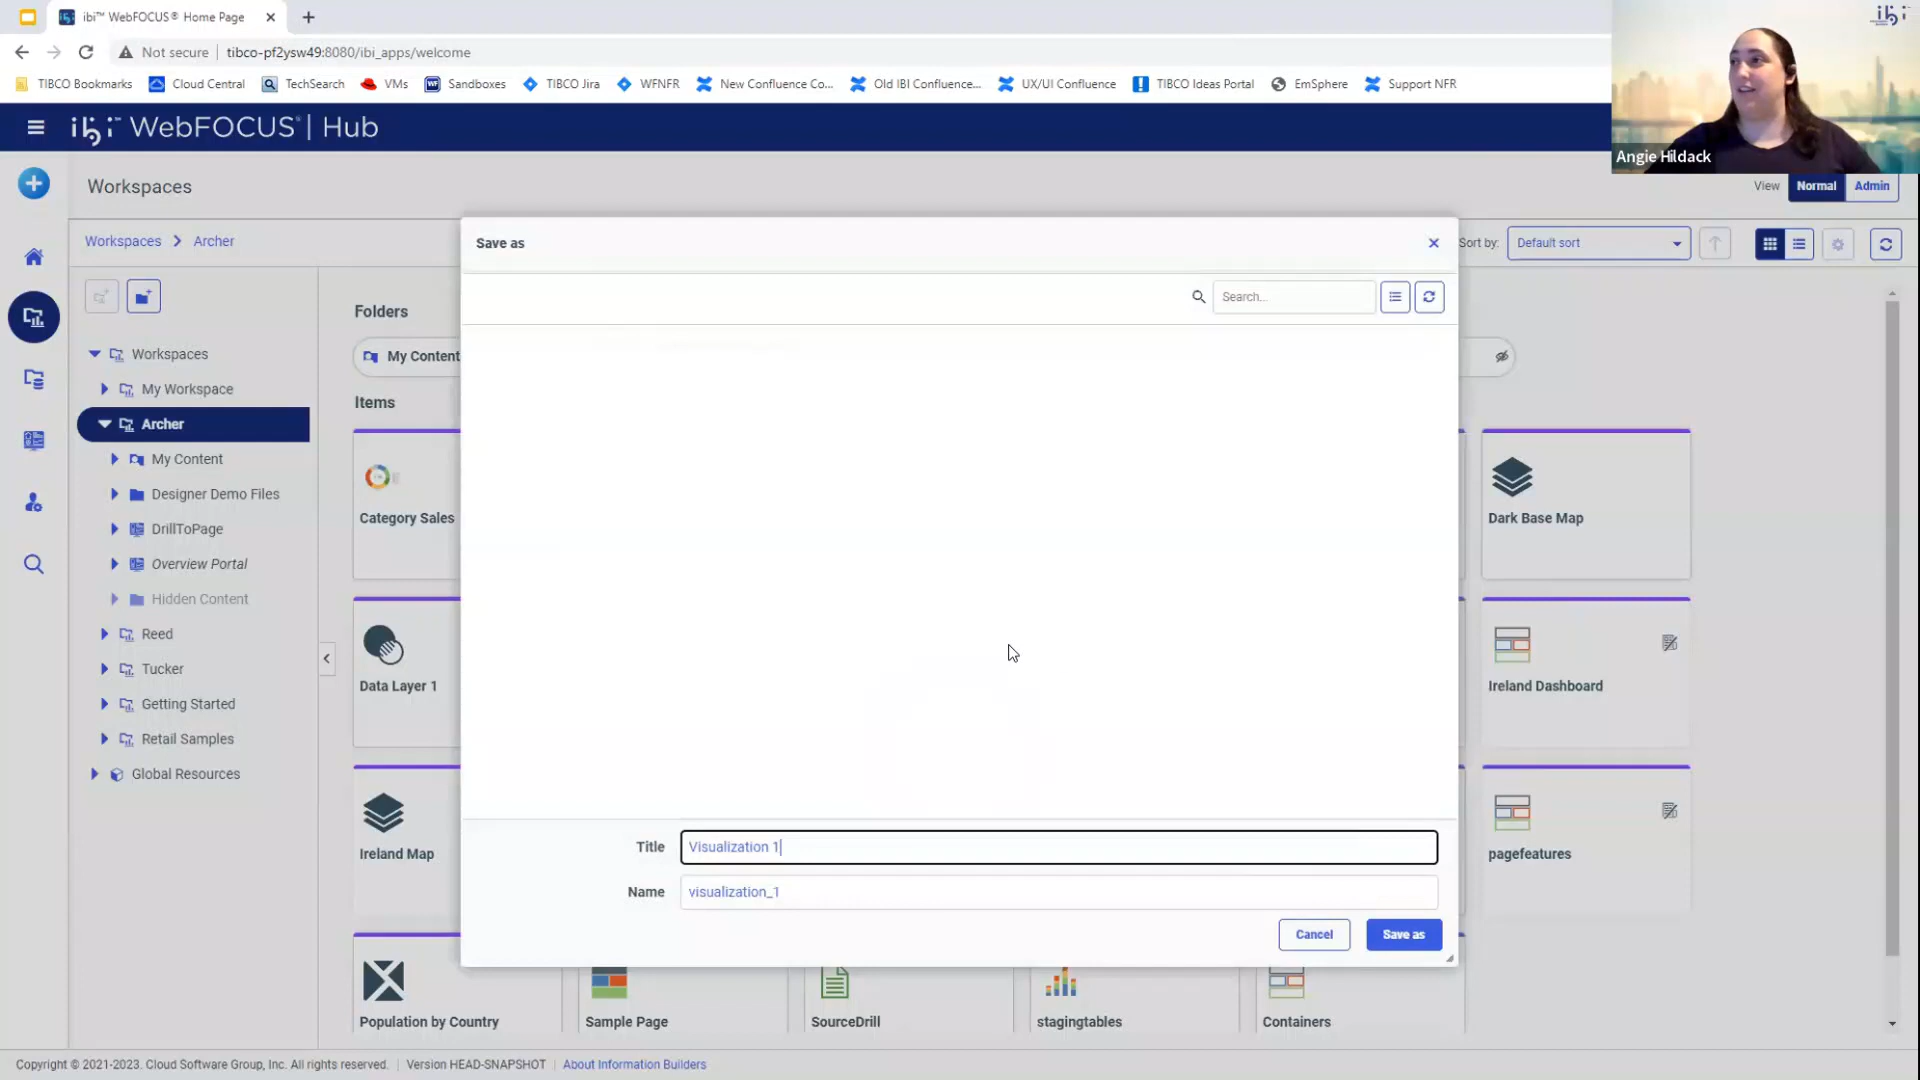 ibi™ WebFOCUS® Home Page
Not secure
tibco-pf2ysw49:8080/ibi_apps/welcome
TIBCO Bookmarks
Cloud Central
TechSearch
VMs
Sandboxes
TIBCO Jira
WFNFR
New Confluence Co...
Old IBI Confluence...
UX/UI Confluence
TIBCO Ideas Portal
EmSphere
Support NFR
ibi™ WebFOCUS® | Hub
ibi
Angie Hildack
Workspaces
View
Normal
Admin
Workspaces > Archer
Save as
Sort by:
Default sort
Search...
Folders
My Content
Items
Workspaces
My Workspace
Archer
My Content
Designer Demo Files
DrillToPage
Overview Portal
Hidden Content
Reed
Tucker
Getting Started
Retail Samples
Global Resources
Category Sales
Dark Base Map
Data Layer 1
Ireland Dashboard
Ireland Map
pagefeatures
Title
Visualization 1
Name
visualization_1
Cancel
Save as
Population by Country
Sample Page
SourceDrill
stagingtables
Containers
Copyright © 2021-2023. Cloud Software Group, Inc. All rights reserved.
Version HEAD-SNAPSHOT
About Information Builders